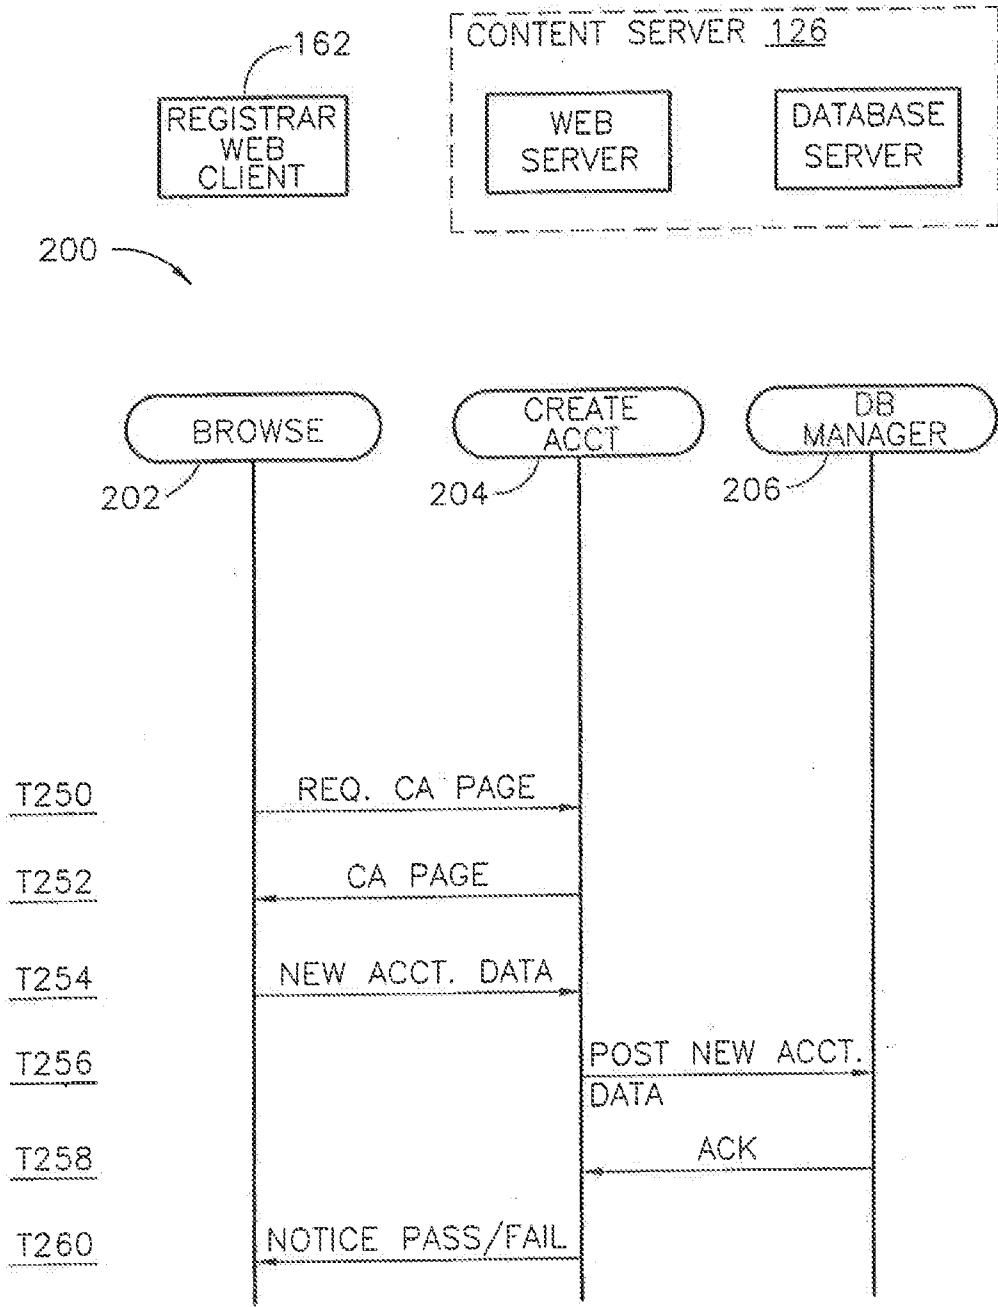 162
CONTENT SERVER 126
REGISTRAR
WEB
CLIENT
WEB
SERVER
DATABASE
SERVER
200
BROWSE
CREATE
ACCT
DB
MANAGER
202
204
206
T250
REQ. CA PAGE
T252
CA PAGE
T254
NEW ACCT. DATA
T256
POST NEW ACCT.
DATA
T258
ACK
T260
NOTICE PASS/FAIL